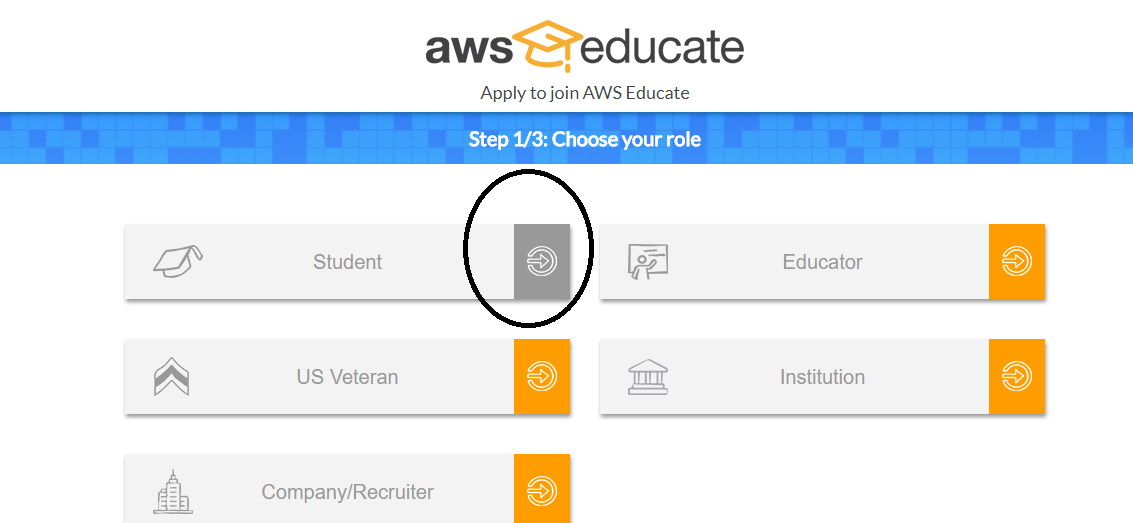 aws educate
Apply to join AWS Educate
Step 1/3: Choose your role
Student
Educator
US Veteran
Institution
Company/Recruiter